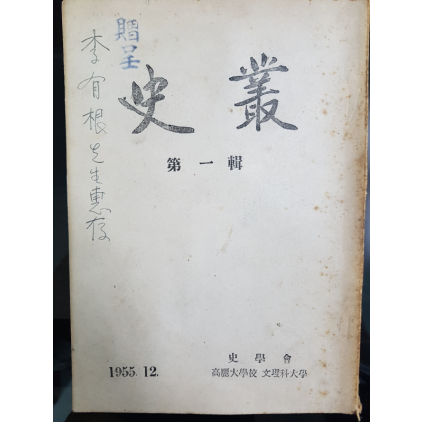 贈呈
李有根先生惠存
史叢
第一輯
1955. 12.
史學會
高麗大學校 文理科大學